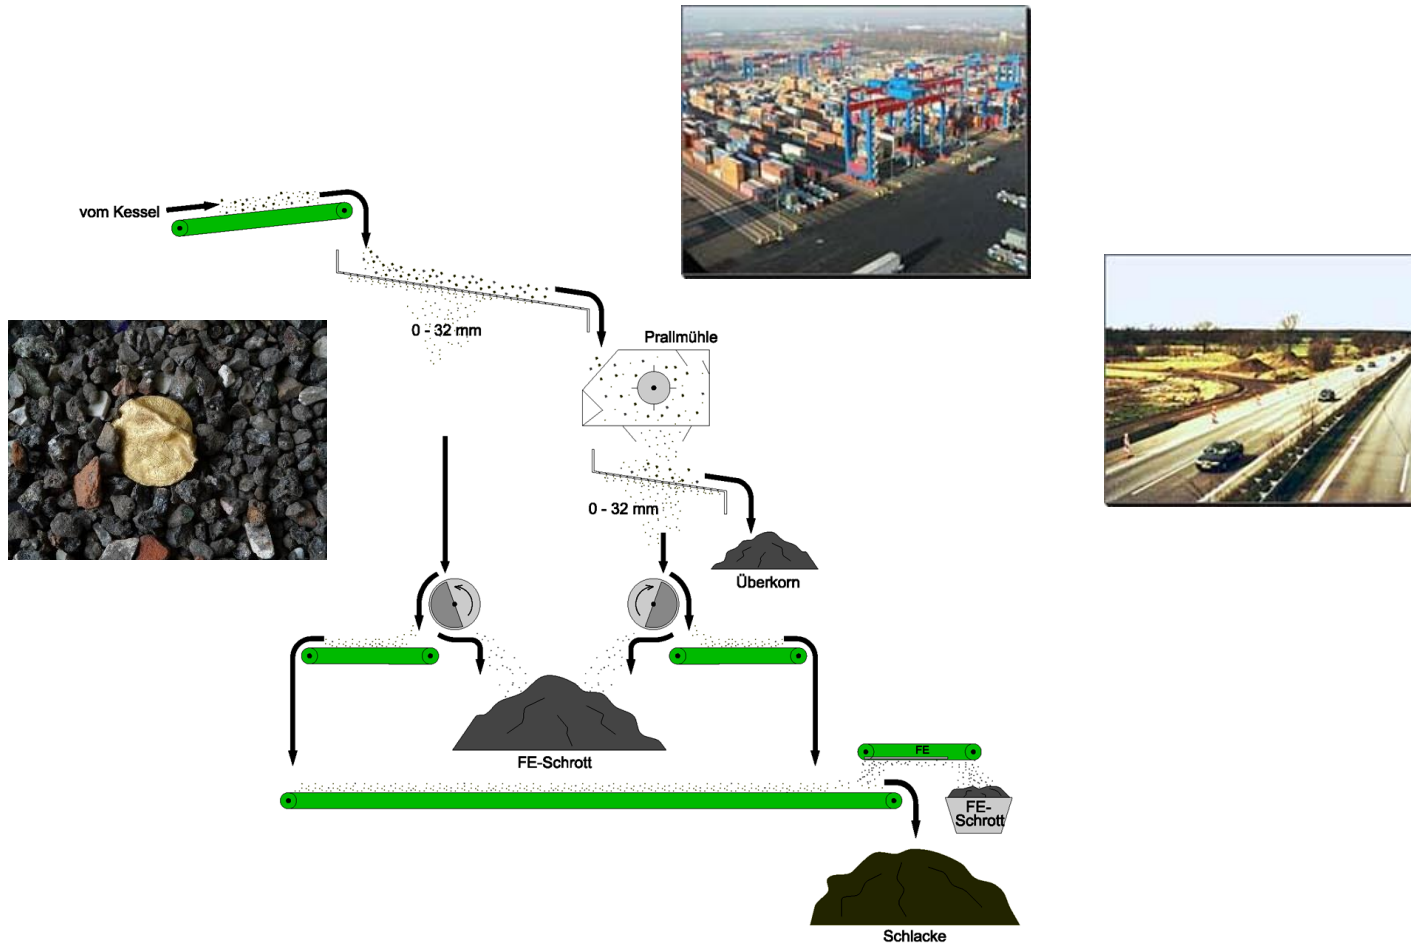 vom Kessel
0 - 32 mm
Prallmühle
0 - 32 mm
Überkorn
FE-Schrott
FE
FE-
Schrott
Schlacke